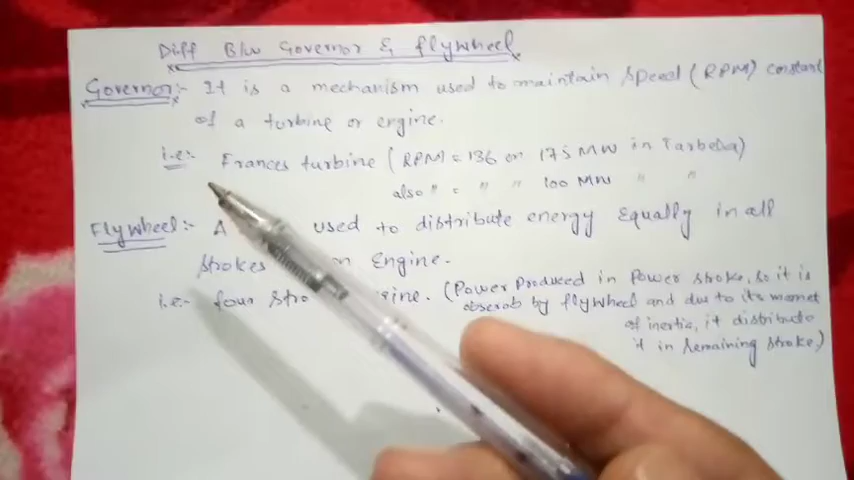 Diff B/w Governor & flywheel
Governor:- It is a mechanism used to maintain speed (RPM) constant
of a turbine or engine.
i.e:- Frances turbine (RPM = 136 on 175 MW in Tarbela)
also " = " " 100 MW " "
Flywheel:- A used to distribute energy Equally in all
strokes Engine.
i.e:- four Stro (Power Produced in Power stroke, so it is
obserob by flywheel and due to its momet
of inertia, it distribute
it in remaining stroke)